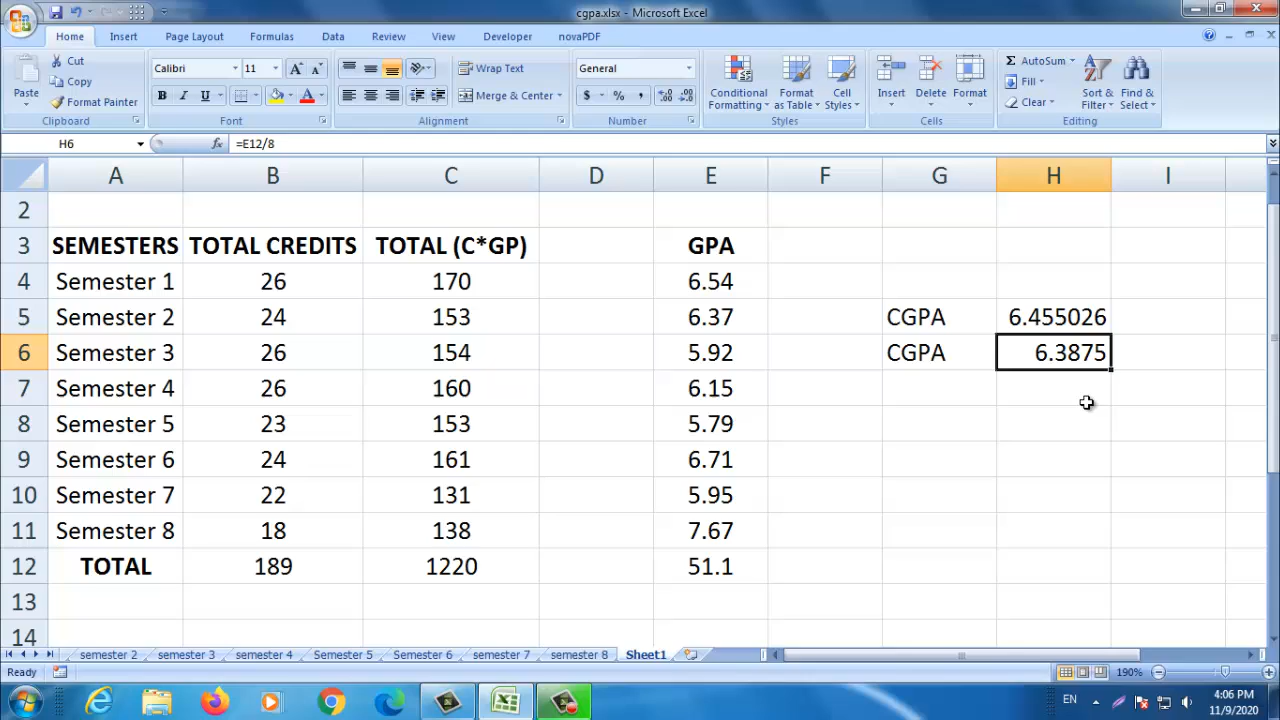 cgpa.xlsx - Microsoft Excel
Home Insert Page Layout Formulas Data Review View Developer novaPDF
Paste
Cut
Copy
Format Painter
Clipboard
Calibri 11
B I U
Font
Wrap Text
Merge & Center
Alignment
General
$ % ,
Number
Conditional Formatting
Format as Table
Cell Styles
Styles
Insert Delete Format
Cells
Σ AutoSum
Fill
Clear
Sort & Filter
Find & Select
Editing
H6 fx =E12/8
A B C D E F G H I
2
3 SEMESTERS TOTAL CREDITS TOTAL (C*GP) GPA
4 Semester 1 26 170 6.54
5 Semester 2 24 153 6.37 CGPA 6.455026
6 Semester 3 26 154 5.92 CGPA 6.3875
7 Semester 4 26 160 6.15
8 Semester 5 23 153 5.79
9 Semester 6 24 161 6.71
10 Semester 7 22 131 5.95
11 Semester 8 18 138 7.67
12 TOTAL 189 1220 51.1
13
14
semester 2 semester 3 semester 4 Semester 5 Semester 6 semester 7 semester 8 Sheet1
Ready 190%
EN 4:06 PM
11/9/2020